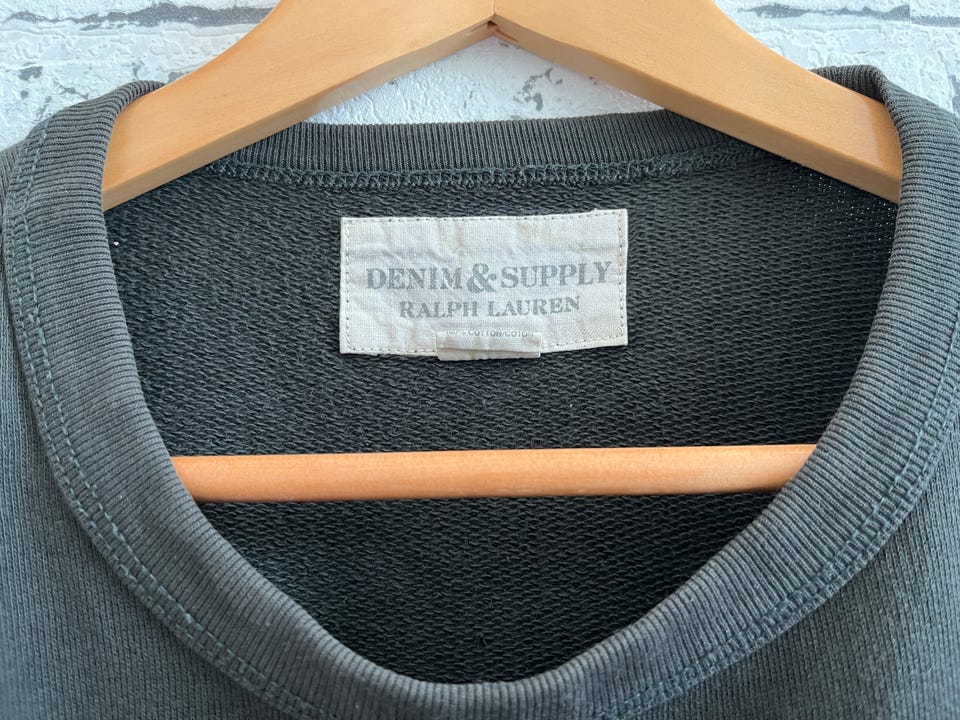 DENIM & SUPPLY
RALPH LAUREN
COTTON/COTON